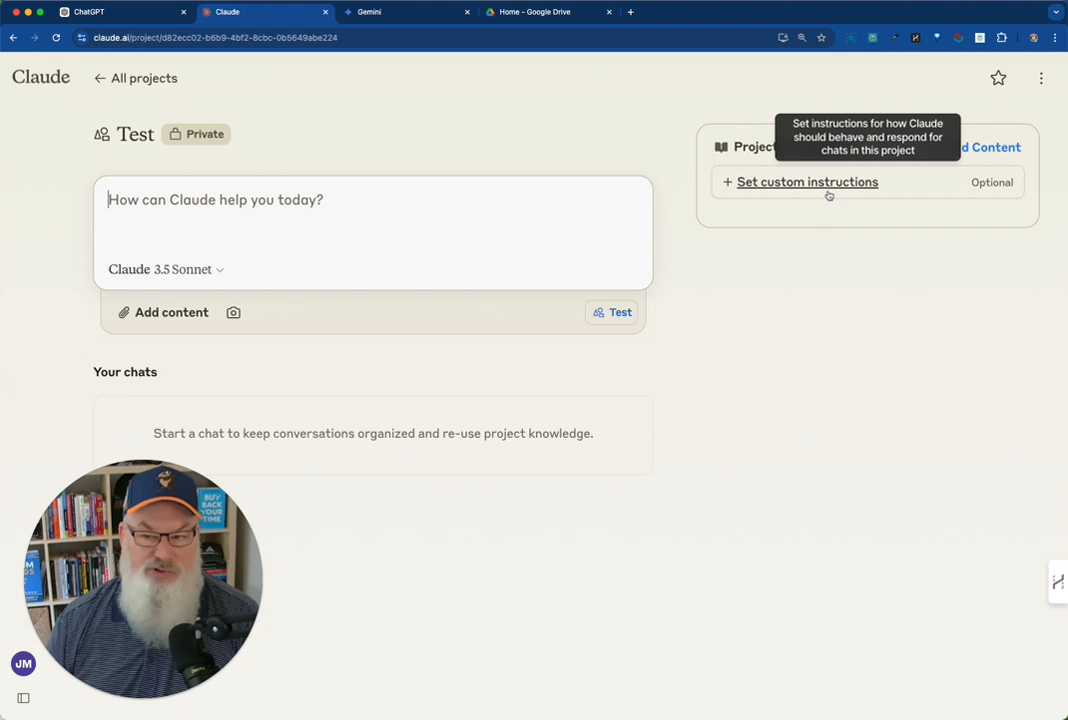 ChatGPT
Claude
Gemini
Home - Google Drive
claude.ai/project/d82ecc02-b6b9-4bf2-8cbc-0b5649abe224
Claude
All projects
Test
Private
Set instructions for how Claude
should behave and respond for
chats in this project
Projec
d Content
Set custom instructions
Optional
How can Claude help you today?
Claude 3.5 Sonnet
Add content
Test
Your chats
Start a chat to keep conversations organized and re-use project knowledge.
BUY
BACK
YOUR
TIME
JM